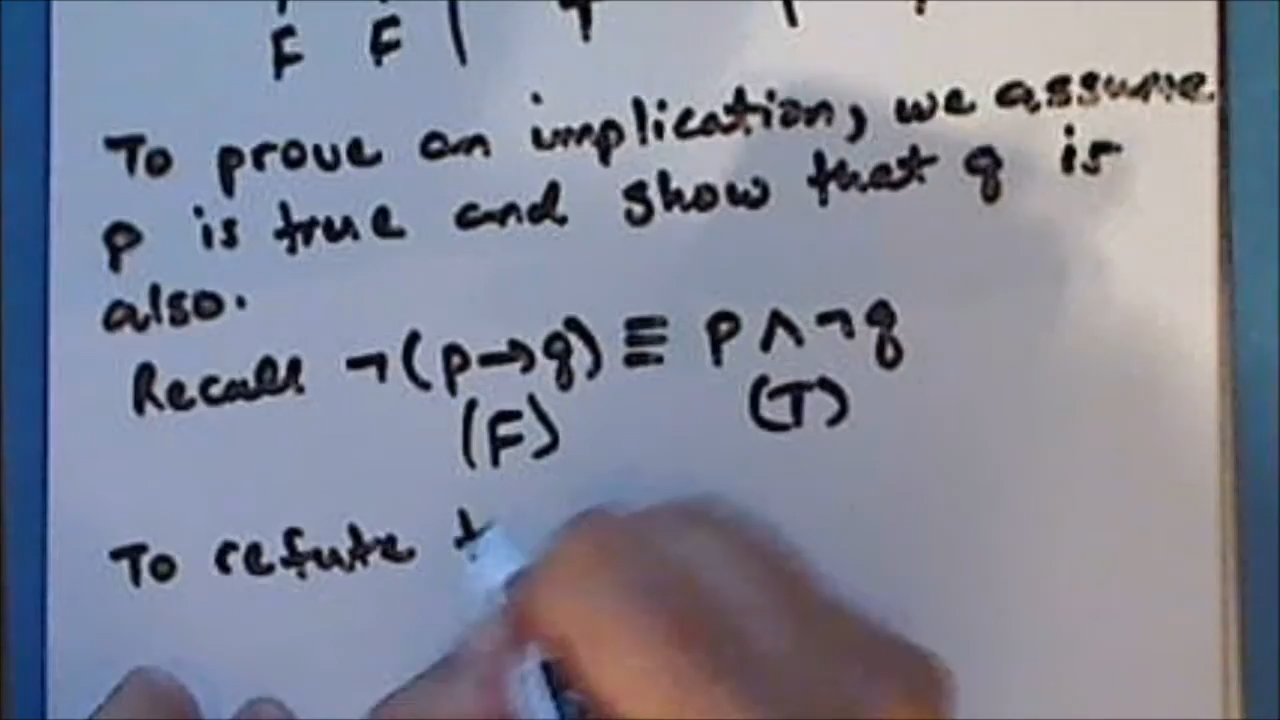 F F | T
To prove an implication, we assume
p is true and show that q is
also.
Recall ¬(p→q) ≡ p ∧ ¬q
(F) (T)
To refute